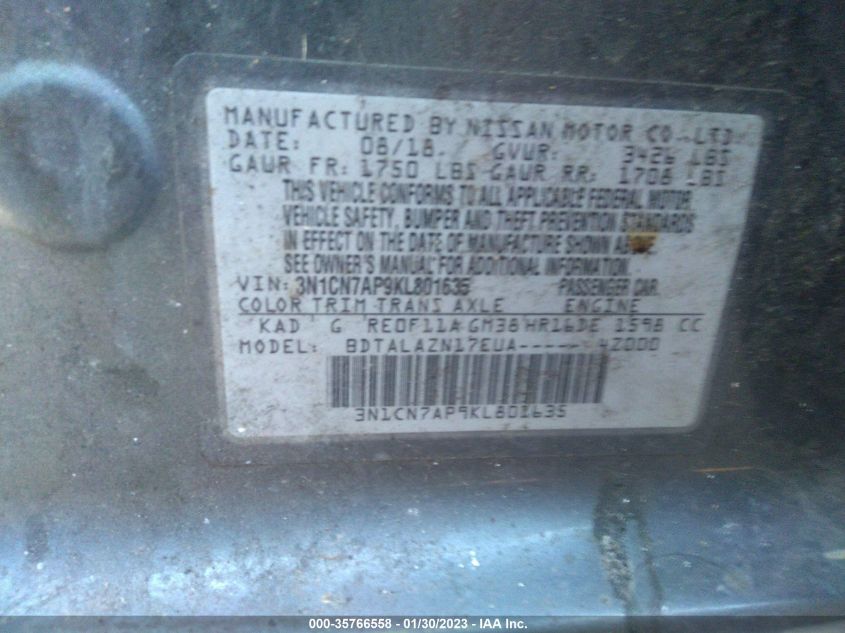 MANUFACTURED BY NISSAN MOTOR CO.,LTD
DATE: 08/18. GVWR: 3426 LBS
GAWR FR: 1750 LBS GAWR RR: 1708 LBS
THIS VEHICLE CONFORMS TO ALL APPLICABLE FEDERAL MOTOR
VEHICLE SAFETY, BUMPER AND THEFT PREVENTION STANDARDS
IN EFFECT ON THE DATE OF MANUFACTURE SHOWN ABOVE.
SEE OWNER'S MANUAL FOR ADDITIONAL INFORMATION.
VIN: 3N1CN7AP9KL801635 PASSENGER CAR.
COLOR TRIM TRANS AXLE ENGINE
KAD G RE0F11A GM38 HR16DE 1598 CC
MODEL: BDTALAZN17EUA----- 4Z000
3N1CN7AP9KL801635
000-35766558 - 01/30/2023 - IAA Inc.